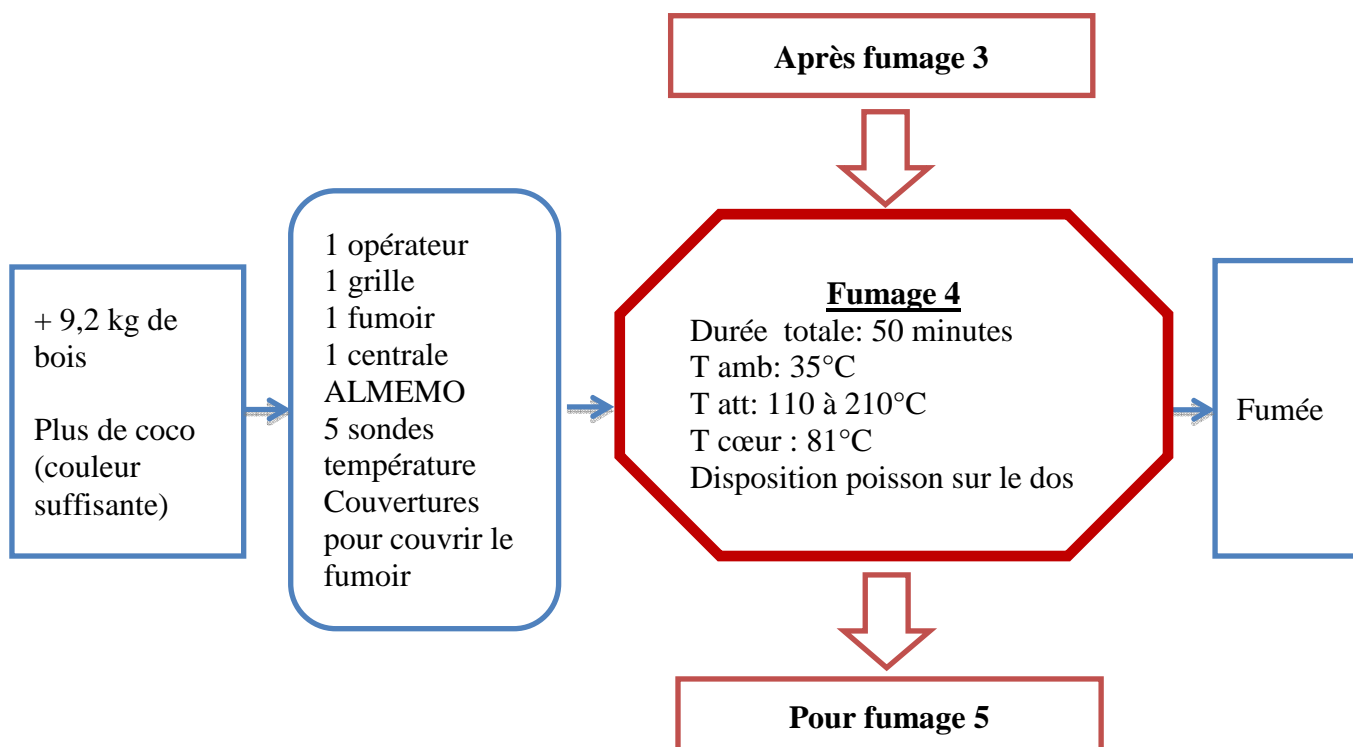 Après fumage 3
+ 9,2 kg de
bois
Plus de coco
(couleur
suffisante)
1 opérateur
1 grille
1 fumoir
1 centrale
ALMEMO
5 sondes
température
Couvertures
pour couvrir le
fumoir
Fumage 4
Durée totale: 50 minutes
T amb: 35°C
T att: 110 à 210°C
T cœur : 81°C
Disposition poisson sur le dos
Fumée
Pour fumage 5